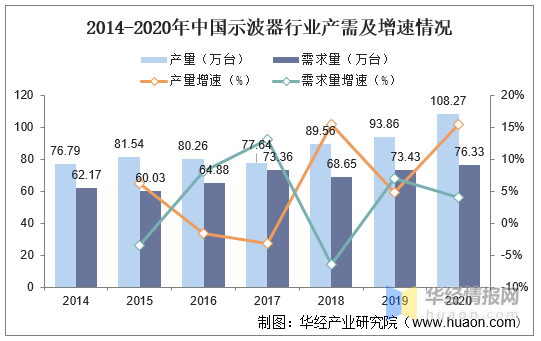 2014-2020年中国示波器行业产需及增速情况
产量（万台） 需求量（万台）
产量增速（%） 需求量增速（%）
120 20%
100 15%
80 10%
60 5%
40 0%
20 -5%
0 -10%
76.79 81.54 80.26 77.64 89.56 93.86 108.27
62.17 60.03 64.88 73.36 68.65 73.43 76.33
2014 2015 2016 2017 2018 2019 2020
华经情报网
huaon.com
制图：华经产业研究院（www.huaon.com）